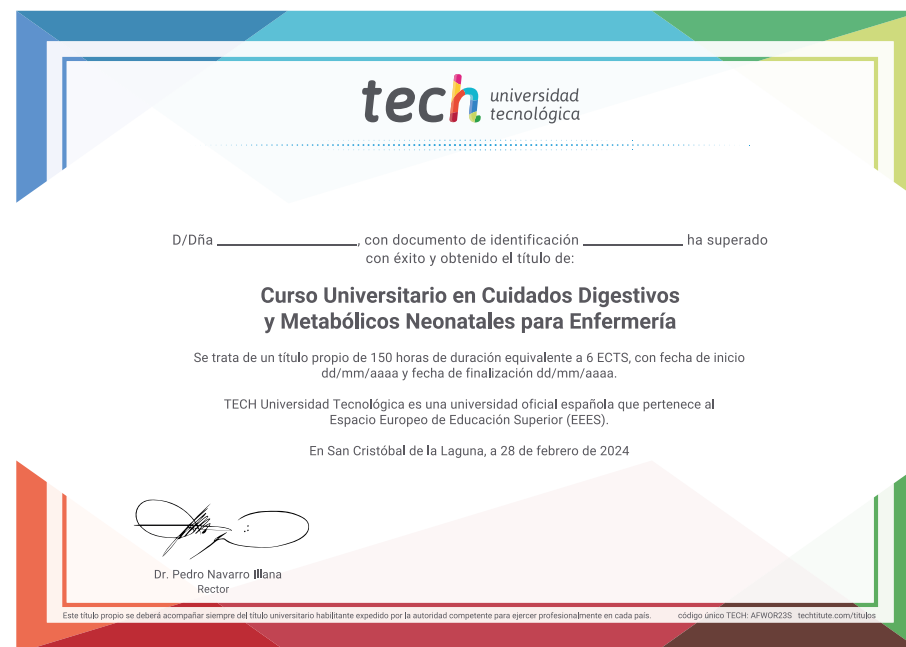 tech universidad
tecnológica
D/Dña ____________________, con documento de identificación ______________ ha superado
con éxito y obtenido el título de:
Curso Universitario en Cuidados Digestivos
y Metabólicos Neonatales para Enfermería
Se trata de un título propio de 150 horas de duración equivalente a 6 ECTS, con fecha de inicio
dd/mm/aaaa y fecha de finalización dd/mm/aaaa.
TECH Universidad Tecnológica es una universidad oficial española que pertenece al
Espacio Europeo de Educación Superior (EEES).
En San Cristóbal de la Laguna, a 28 de febrero de 2024
Dr. Pedro Navarro Illana
Rector
Este título propio se deberá acompañar siempre del título universitario habilitante expedido por la autoridad competente para ejercer profesionalmente en cada país. código único TECH: AFWOR23S techtitute.com/titulos